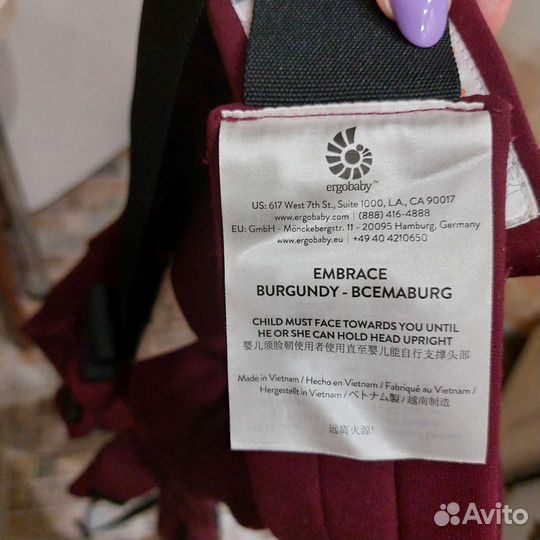 ergobaby™
US: 617 West 7th St., Suite 1000, L.A., CA 90017
www.ergobaby.com | (888) 416-4888
EU: GmbH - Mönckebergstr. 11 - 20095 Hamburg, Germany
www.ergobaby.eu | +49 40 4210650
EMBRACE
BURGUNDY - BCEMABURG
CHILD MUST FACE TOWARDS YOU UNTIL
HE OR SHE CAN HOLD HEAD UPRIGHT
婴儿须脸朝使用者使用直至婴儿能自行支撑头部
Made in Vietnam / Hecho en Vietnam / Fabriqué au Vietnam /
Hergestellt in Vietnam / ベトナム製 / 越南制造
远离火源!
Avito